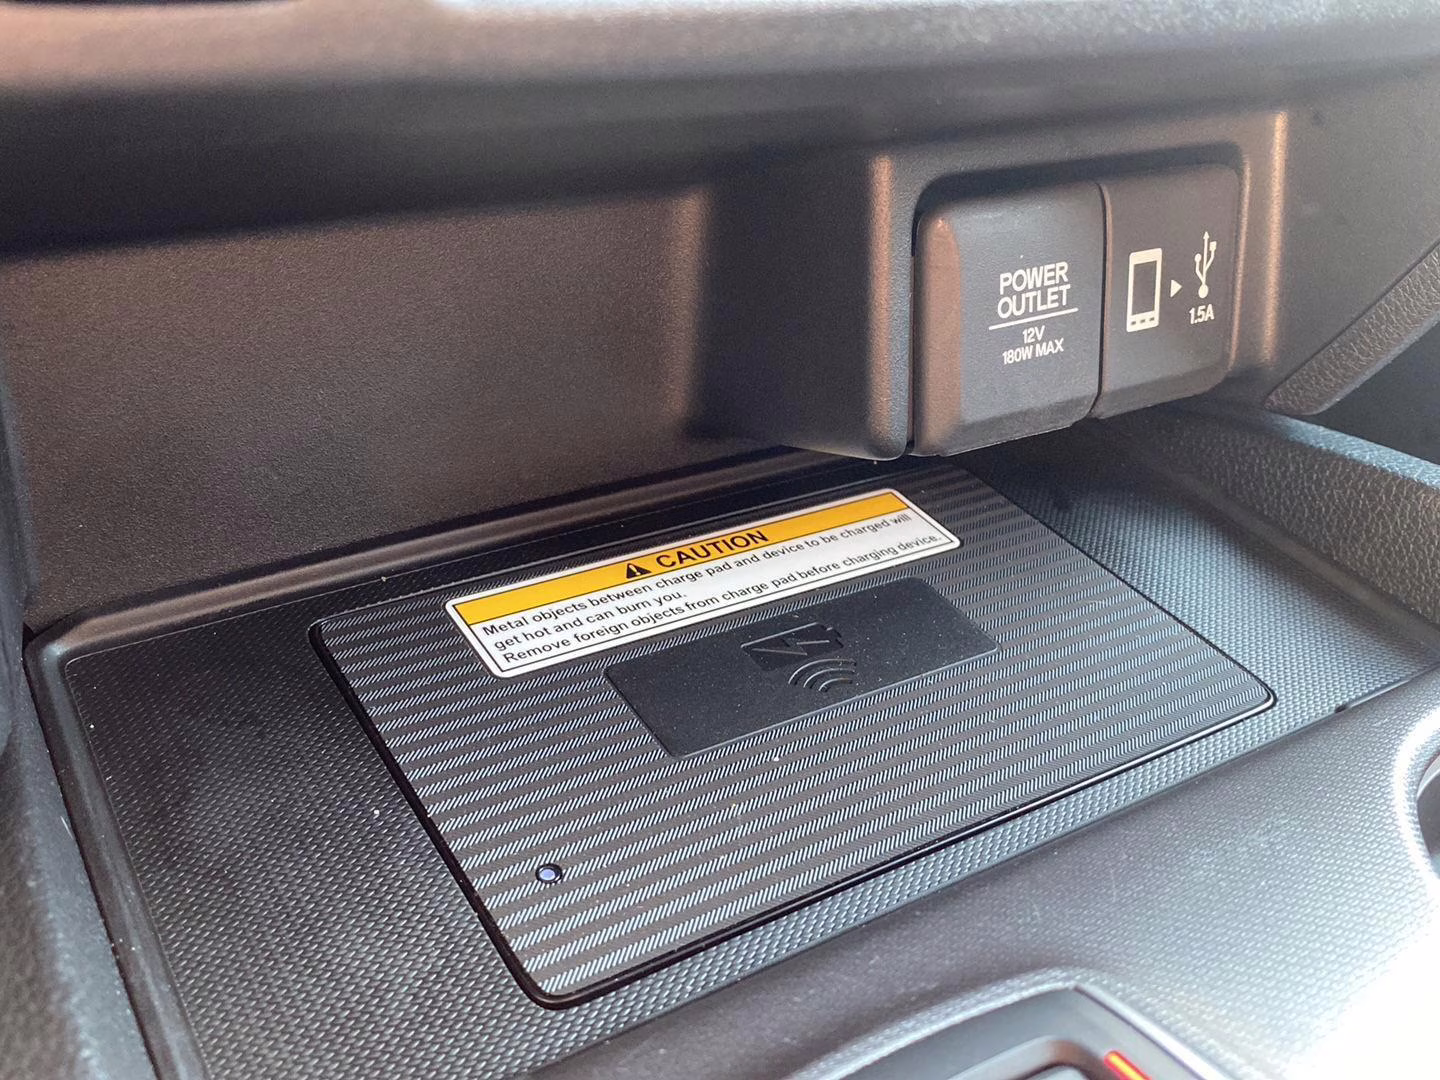 POWER
OUTLET
12V
180W MAX
1.5A
CAUTION
Metal objects between charge pad and device to be charged will
get hot and can burn you.
Remove foreign objects from charge pad before charging device.